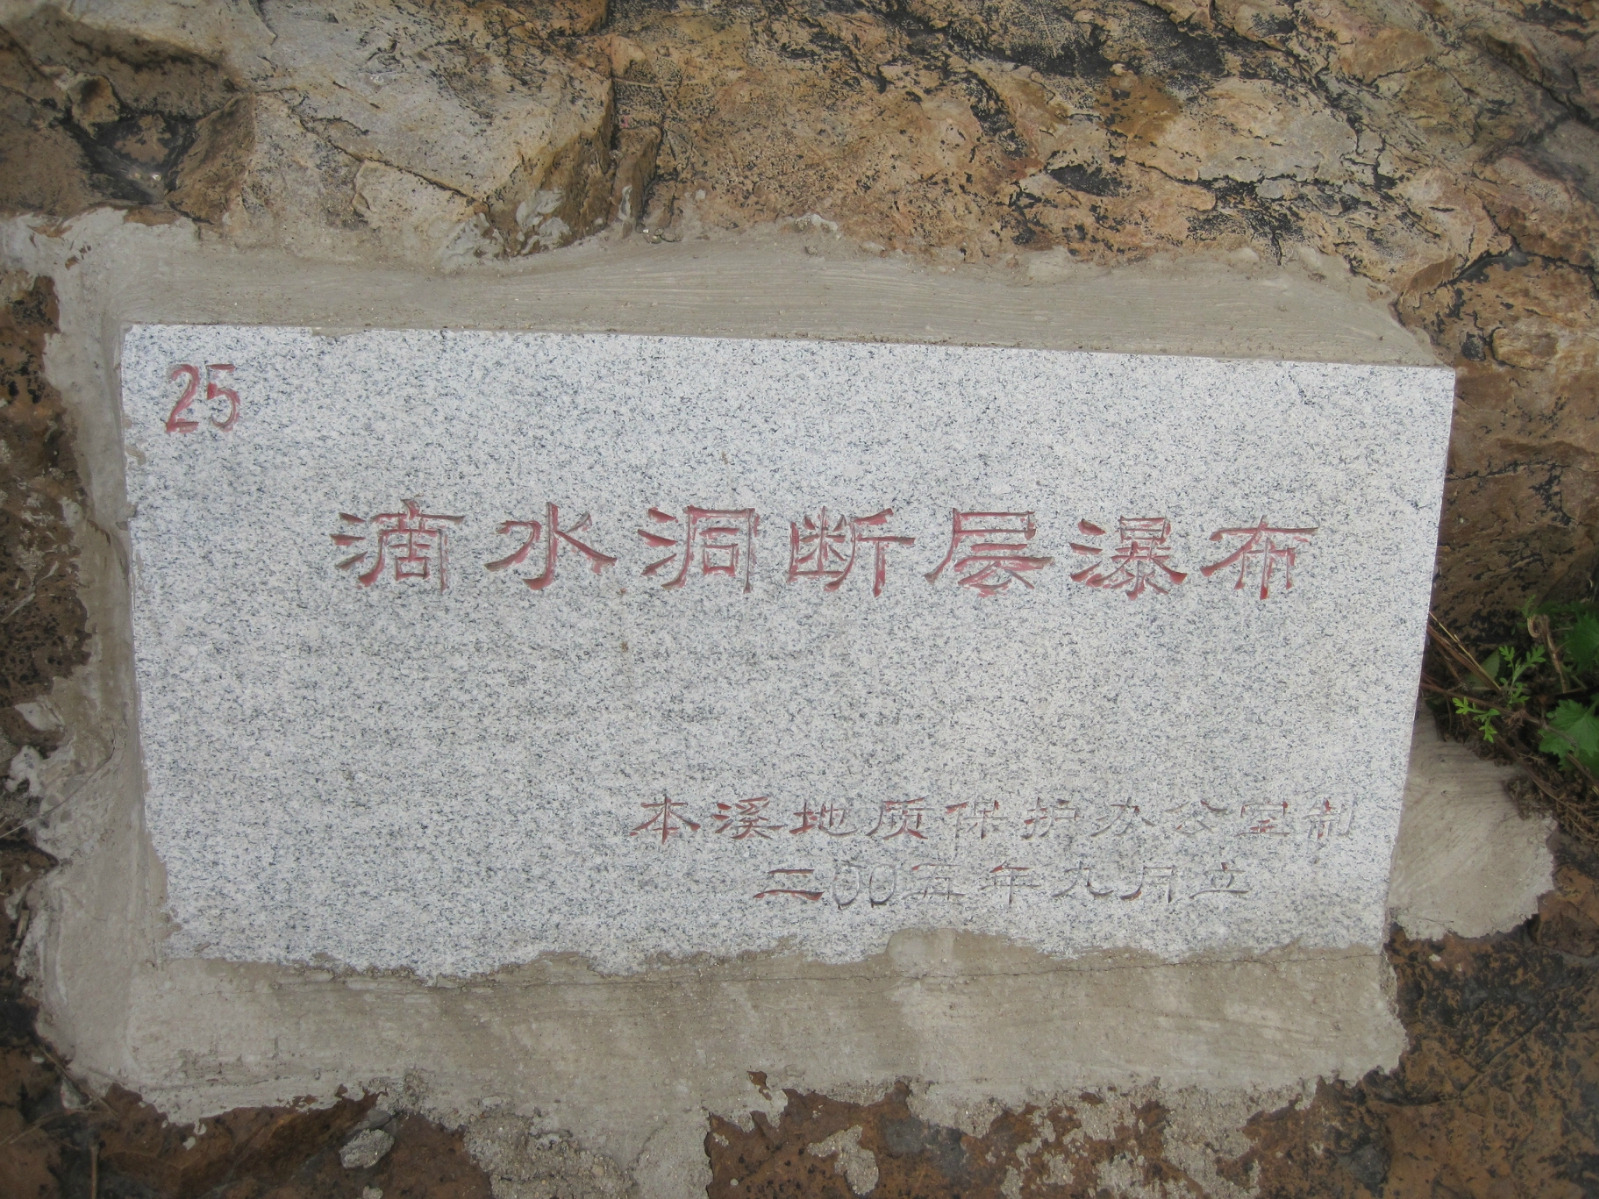 25
滴水洞断层瀑布
本溪地质保护办公室制
二00五年九月立